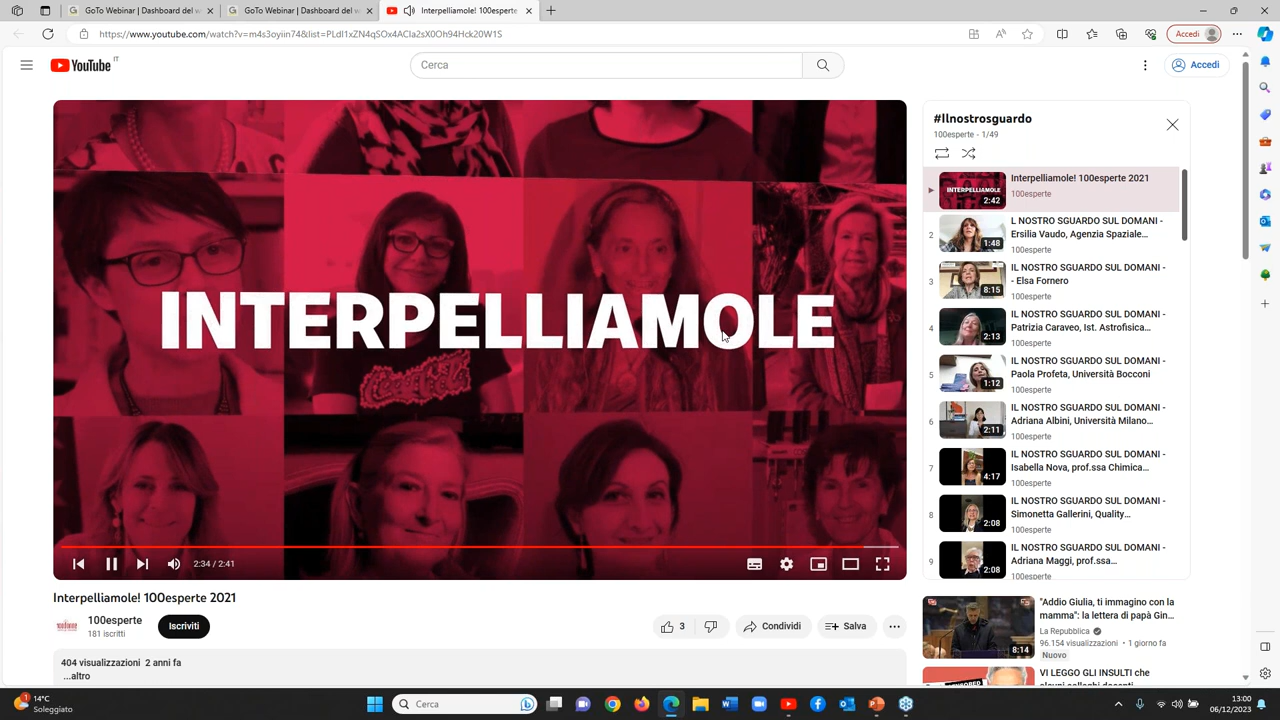 GoTo Webinar | Dashboard del w
GoTo Webinar | Dashboard del w
Interpelliamole! 100esperte
https://www.youtube.com/watch?v=m4s3oyiin74&list=PLdI1xZN4qSOx4ACIa2sX0Oh94Hck20W1S
Accedi
YouTube IT
Cerca
Accedi
INTERPELLIAMOLE
2:34 / 2:41
#Ilnostrosguardo
100esperte - 1/49
INTERPELLIAMOLE
2:42
Interpelliamole! 100esperte 2021
100esperte
2
1:48
L NOSTRO SGUARDO SUL DOMANI -
Ersilia Vaudo, Agenzia Spaziale…
100esperte
3
8:15
IL NOSTRO SGUARDO SUL DOMANI -
- Elsa Fornero
100esperte
4
2:13
IL NOSTRO SGUARDO SUL DOMANI -
Patrizia Caraveo, Ist. Astrofisica…
100esperte
5
1:12
IL NOSTRO SGUARDO SUL DOMANI -
Paola Profeta, Università Bocconi
100esperte
6
2:11
IL NOSTRO SGUARDO SUL DOMANI -
Adriana Albini, Università Milano…
100esperte
7
4:17
IL NOSTRO SGUARDO SUL DOMANI -
Isabella Nova, prof.ssa Chimica…
100esperte
8
2:08
IL NOSTRO SGUARDO SUL DOMANI -
Simonetta Gallerini, Quality…
100esperte
9
2:08
IL NOSTRO SGUARDO SUL DOMANI -
Adriana Maggi, prof.ssa…
100esperte
Interpelliamole! 100esperte 2021
100esperte
181 iscritti
Iscriviti
3
Condividi
Salva
404 visualizzazioni 2 anni fa
...altro
8:14
"Addio Giulia, ti immagino con la
mamma": la lettera di papà Gin…
La Repubblica
96.154 visualizzazioni • 1 giorno fa
Nuovo
VI LEGGO GLI INSULTI che
1
14°C
Soleggiato
Cerca
13:00
06/12/2023